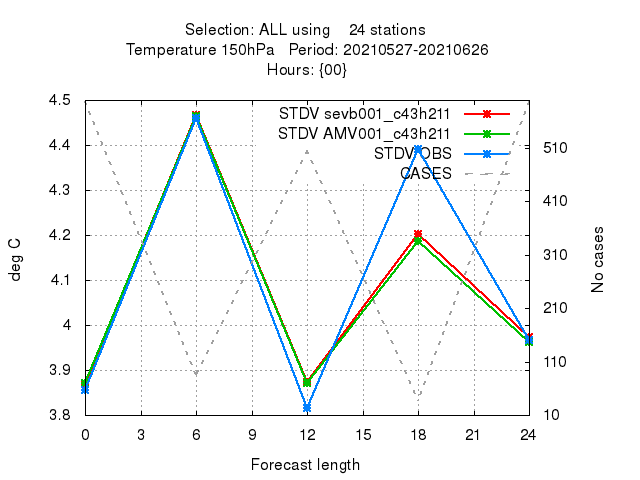 Selection: ALL using 24 stations
Temperature 150hPa Period: 20210527-20210626
Hours: {00}
STDV sevb001_c43h211
STDV AMV001_c43h211
STDV OBS
CASES
deg C
4.5
4.4
4.3
4.2
4.1
4
3.9
3.8
No cases
510
410
310
210
110
10
0 3 6 9 12 15 18 21 24
Forecast length